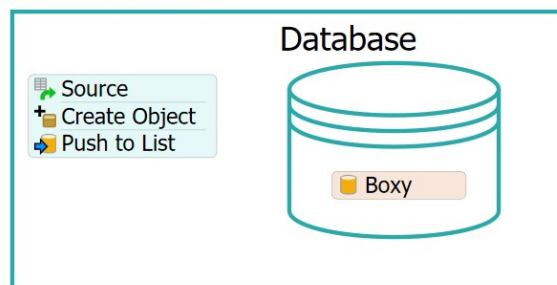 Database
Source
Create Object
Push to List
Boxy